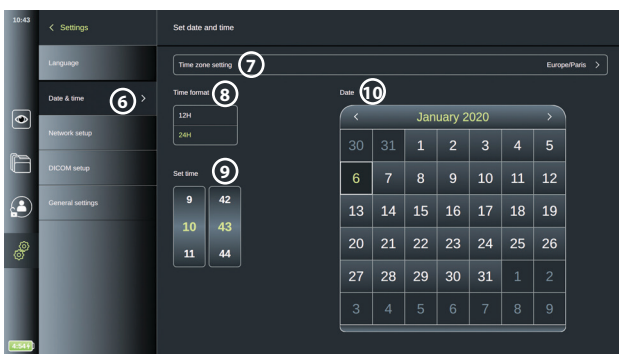 10:43
Settings
Set date and time
Language
Time zone setting
7
Europe/Paris
Date & time
6
Time format
8
Date
10
12H
24H
January 2020
Network setup
30 31 1 2 3 4 5
DICOM setup
Set time
9
6 7 8 9 10 11 12
General settings
9 42
10 43
11 44
13 14 15 16 17 18 19
20 21 22 23 24 25 26
27 28 29 30 31 1 2
3 4 5 6 7 8 9
4:54